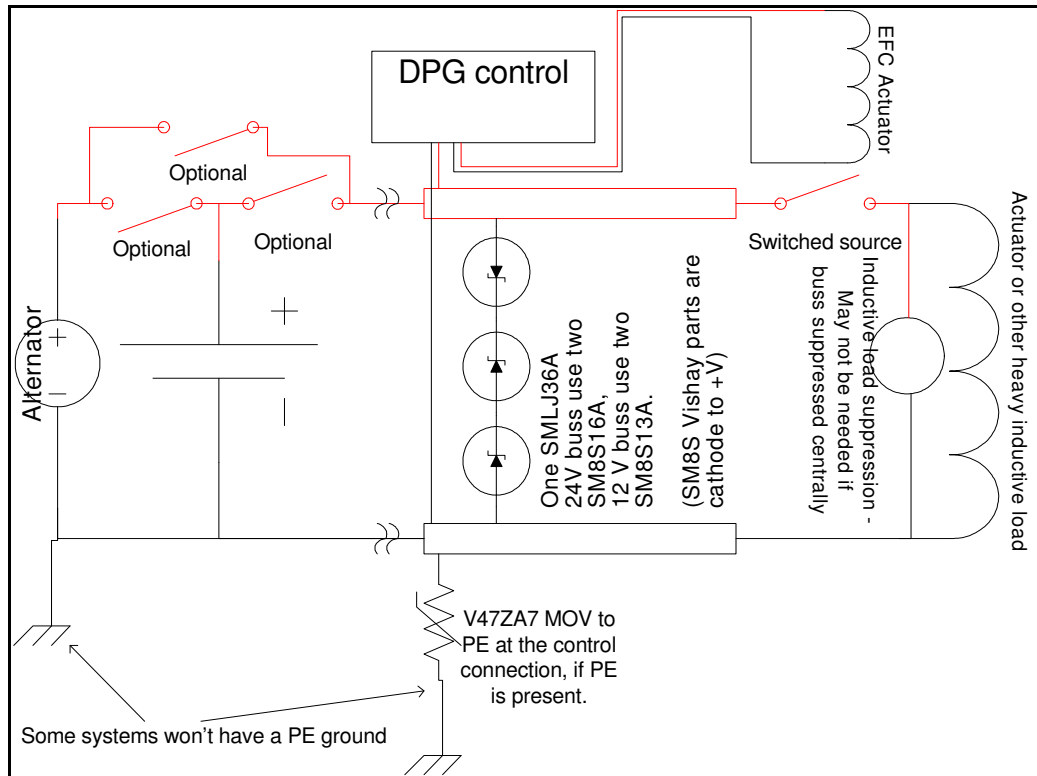 DPG control
EFC Actuator
Optional
Optional
Optional
Switched source
Alternator
+
-
+
-
One SMLJ36A
24V buss use two
SM8S16A,
12 V buss use two
SM8S13A.
(SM8S Vishay parts are
cathode to +V)
Inductive load suppression -
May not be needed if
buss suppressed centrally
Actuator or other heavy inductive load
V47ZA7 MOV to
PE at the control
connection, if PE
is present.
Some systems won't have a PE ground